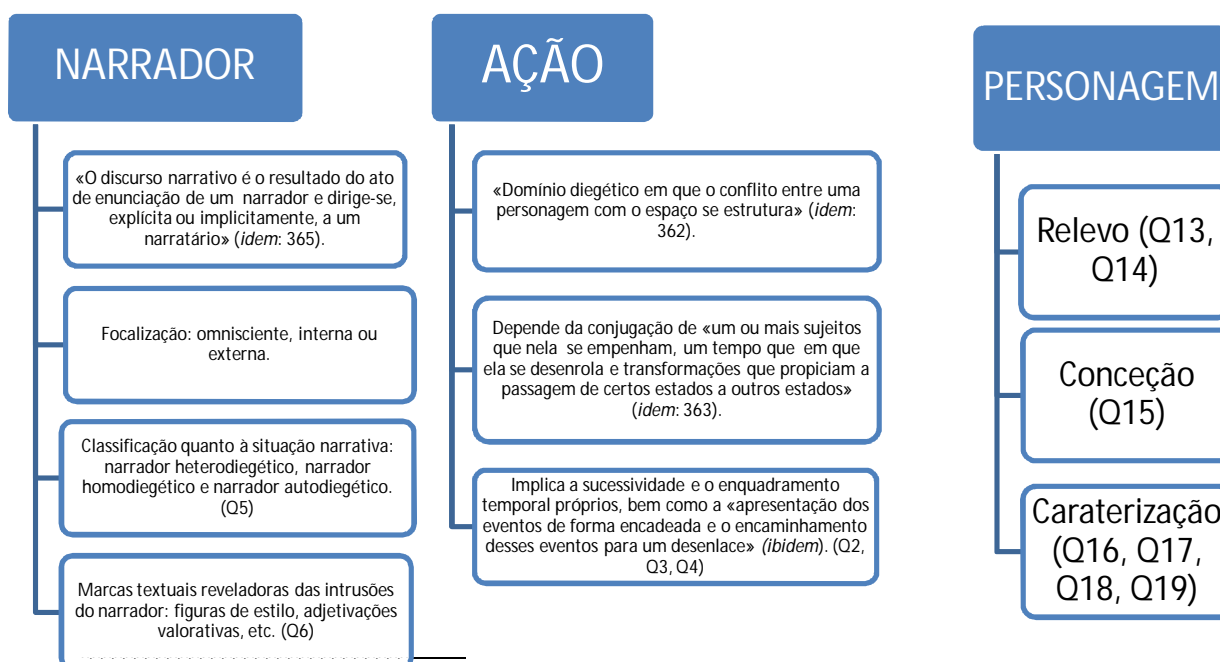 NARRADOR
«O discurso narrativo é o resultado do ato
de enunciação de um narrador e dirige-se,
explícita ou implicitamente, a um
narratário» (idem: 365).
Focalização: omnisciente, interna ou
externa.
Classificação quanto à situação narrativa:
narrador heterodiegético, narrador
homodiegético e narrador autodiegético.
(Q5)
Marcas textuais reveladoras das intrusões
do narrador: figuras de estilo, adjetivações
valorativas, etc. (Q6)
AÇÃO
«Domínio diegético em que o conflito entre uma
personagem com o espaço se estrutura» (idem:
362).
Depende da conjugação de «um ou mais sujeitos
que nela se empenham, um tempo que em que
ela se desenrola e transformações que propiciam a
passagem de certos estados a outros estados»
(idem: 363).
Implica a sucessividade e o enquadramento
temporal próprios, bem como a «apresentação dos
eventos de forma encadeada e o encaminhamento
desses eventos para um desenlace» (ibidem). (Q2,
Q3, Q4)
PERSONAGEM
Relevo (Q13,
Q14)
Conceção
(Q15)
Caraterização
(Q16, Q17,
Q18, Q19)